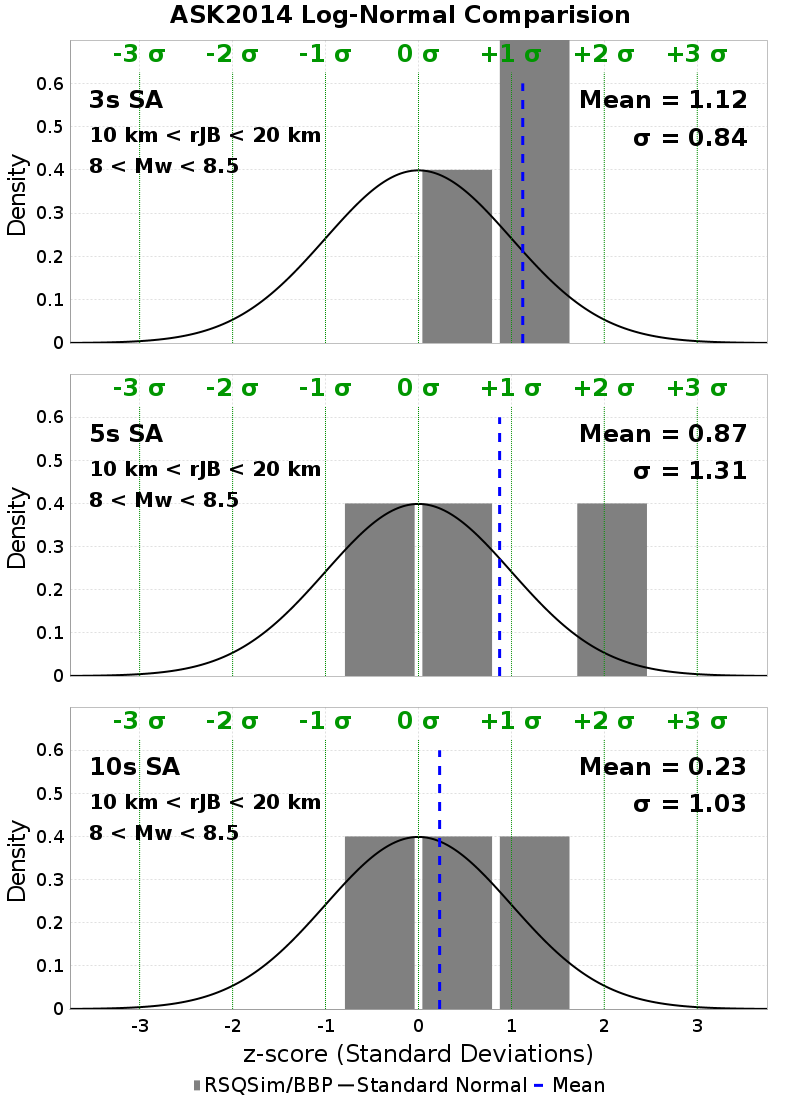 ASK2014 Log-Normal Comparision
-3 σ -2 σ -1 σ 0 σ +1 σ +2 σ +3 σ
0.6
3s SA
Mean = 1.12
0.5
10 km < rJB < 20 km
σ = 0.84
8 < Mw < 8.5
0.4
0.3
0.2
0.1
0
Density
-3 σ -2 σ -1 σ 0 σ +1 σ +2 σ +3 σ
0.6
5s SA
Mean = 0.87
0.5
10 km < rJB < 20 km
σ = 1.31
8 < Mw < 8.5
0.4
0.3
0.2
0.1
0
Density
-3 σ -2 σ -1 σ 0 σ +1 σ +2 σ +3 σ
0.6
10s SA
Mean = 0.23
0.5
10 km < rJB < 20 km
σ = 1.03
8 < Mw < 8.5
0.4
0.3
0.2
0.1
0
Density
-3 -2 -1 0 1 2 3
z-score (Standard Deviations)
RSQSim/BBP Standard Normal Mean